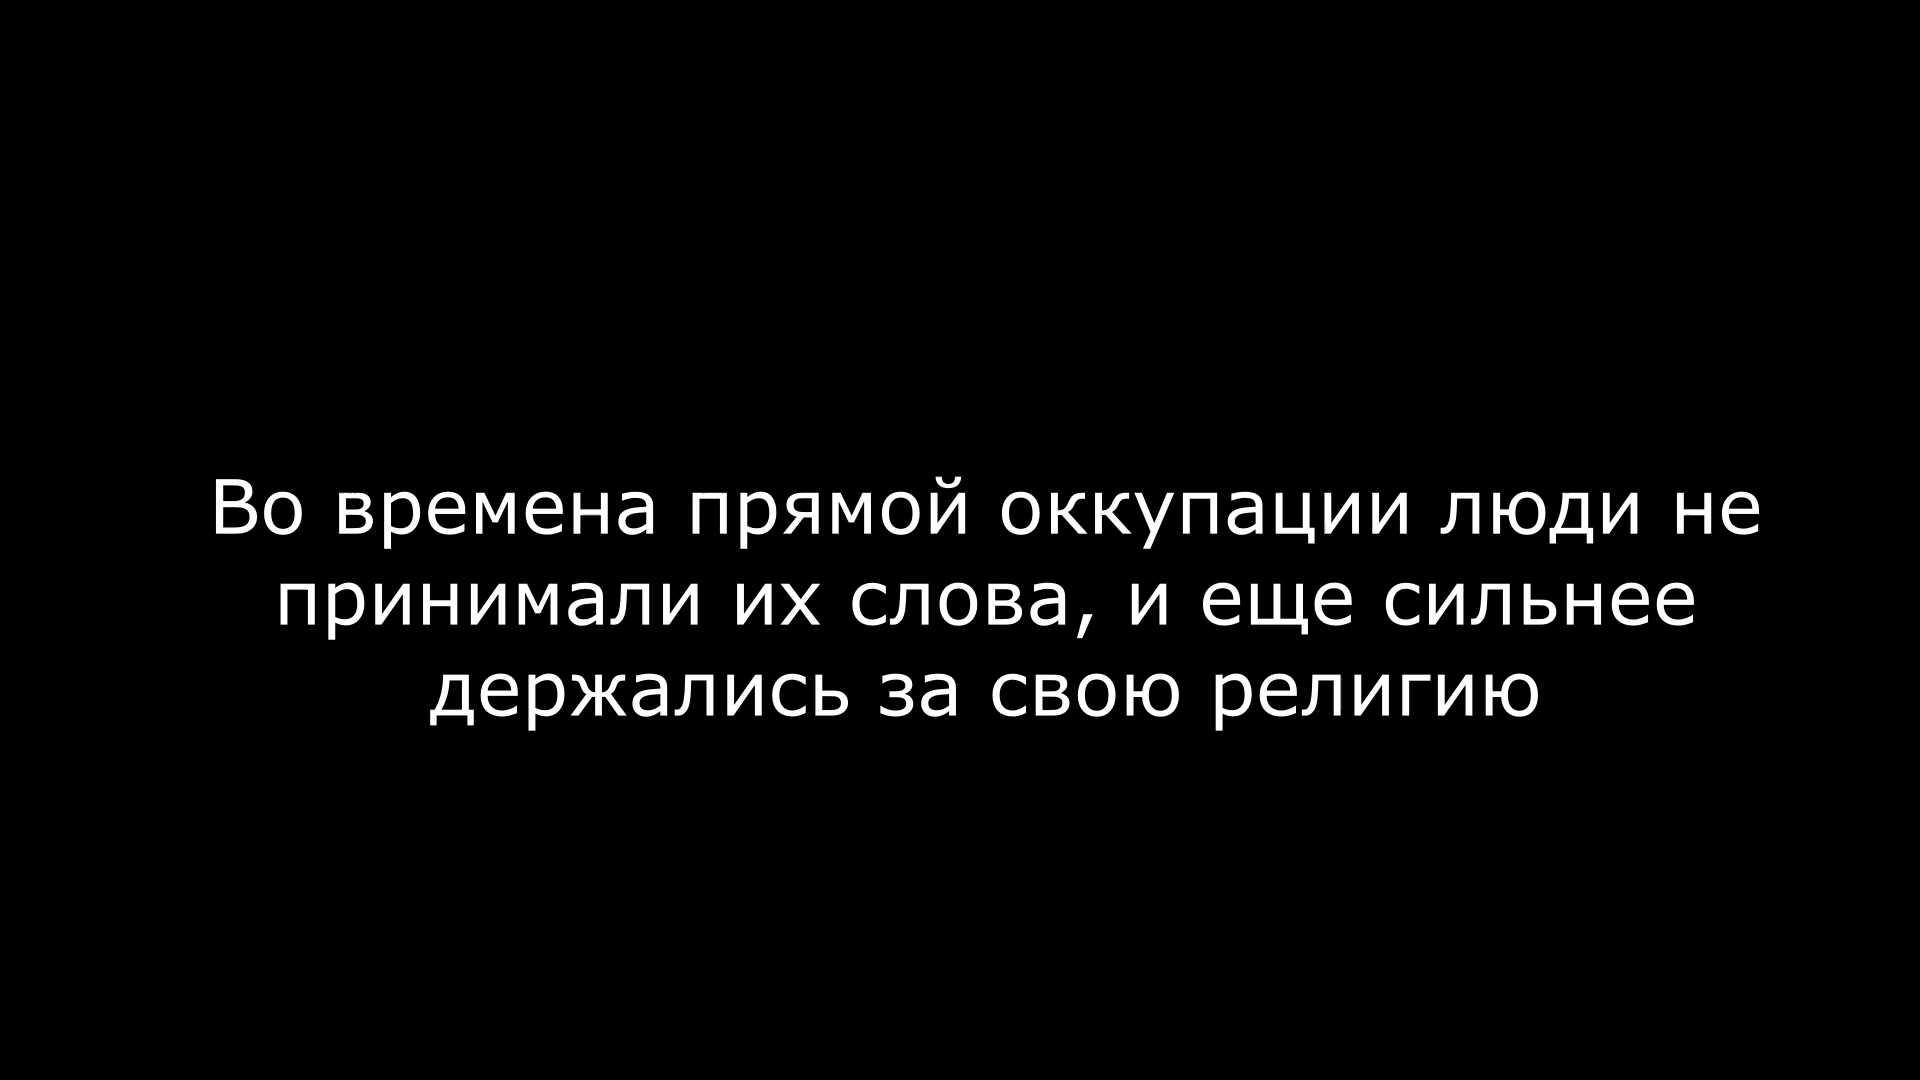 Во времена прямой оккупации люди не
принимали их слова, и еще сильнее
держались за свою религию